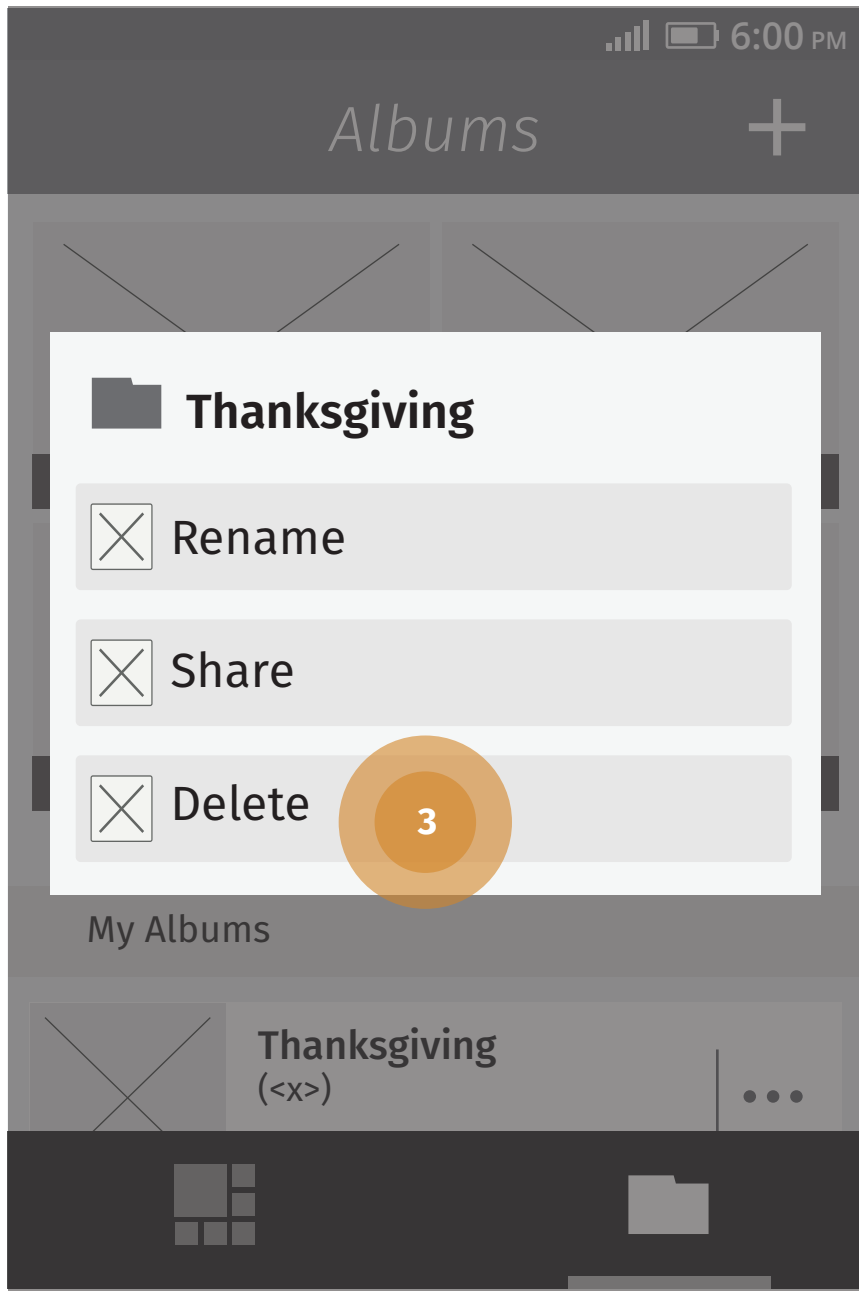 6:00 PM
Albums
Thanksgiving
Rename
Share
Delete
3
My Albums
Thanksgiving
(<x>)